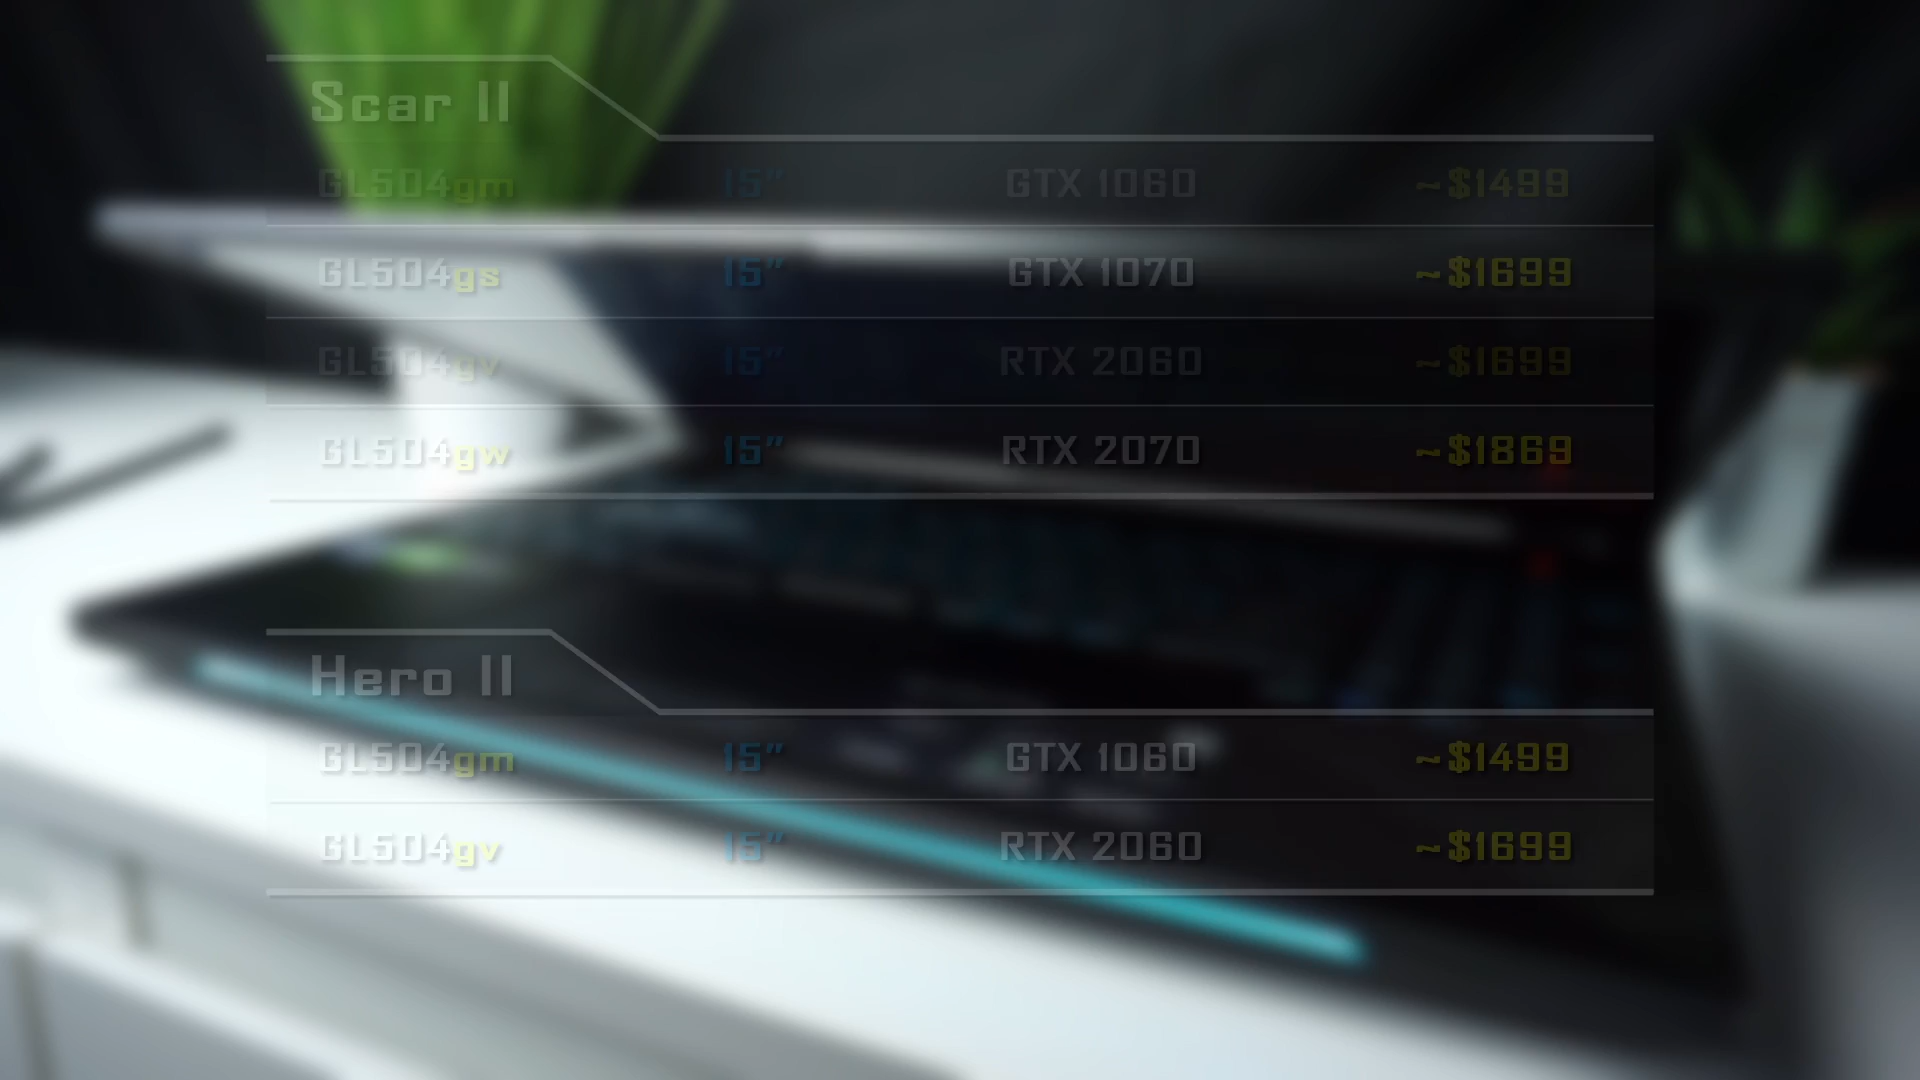 Scar II
GL504gm 15" GTX 1060 ~$1499
GL504gs 15" GTX 1070 ~$1699
GL504gv 15" RTX 2060 ~$1699
GL504gw 15" RTX 2070 ~$1869
Hero II
GL504gm 15" GTX 1060 ~$1499
GL504gv 15" RTX 2060 ~$1699